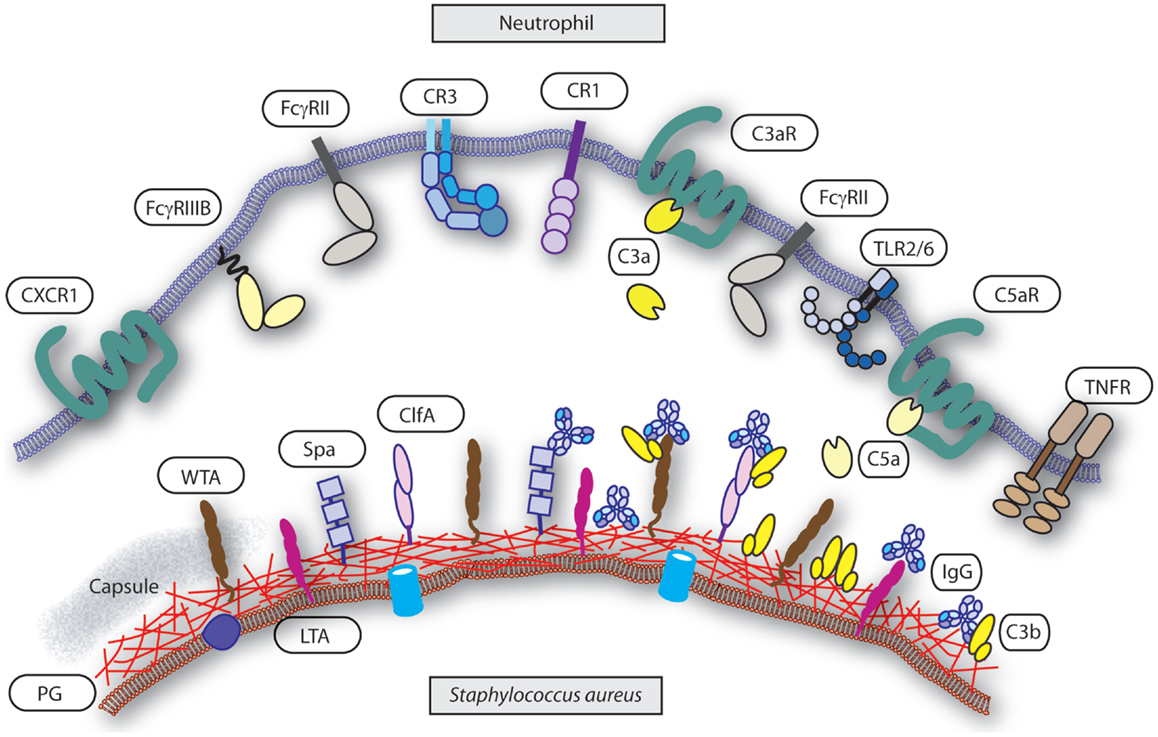 Neutrophil
FcγRII
CR3
CR1
C3aR
FcγRIIIB
FcγRII
C3a
TLR2/6
CXCR1
C5aR
TNFR
ClfA
Spa
C5a
WTA
Capsule
IgG
LTA
C3b
PG
Staphylococcus aureus